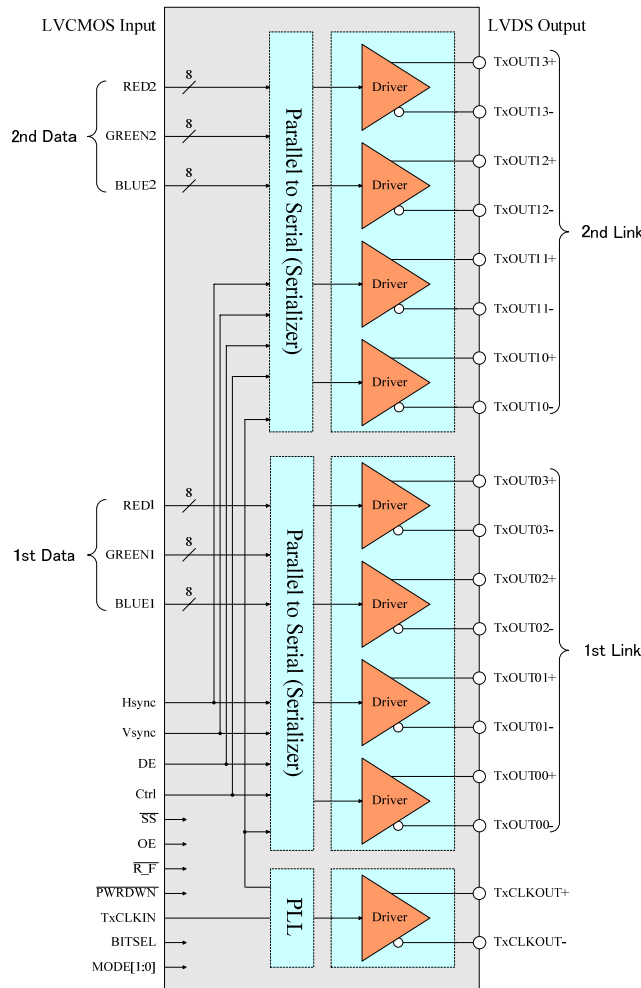 LVCMOS Input
LVDS Output
2nd Data
RED2
8
GREEN2
8
BLUE2
8
Parallel to Serial (Serializer)
Driver
Driver
Driver
Driver
TxOUT13+
TxOUT13-
TxOUT12+
TxOUT12-
TxOUT11+
TxOUT11-
TxOUT10+
TxOUT10-
2nd Link
1st Data
RED1
8
GREEN1
8
BLUE1
8
Hsync
Vsync
DE
Ctrl
Parallel to Serial (Serializer)
Driver
Driver
Driver
Driver
TxOUT03+
TxOUT03-
TxOUT02+
TxOUT02-
TxOUT01+
TxOUT01-
TxOUT00+
TxOUT00-
1st Link
SS
OE
R_F
PWRDWN
TxCLKIN
BITSEL
MODE[1:0]
PLL
Driver
TxCLKOUT+
TxCLKOUT-